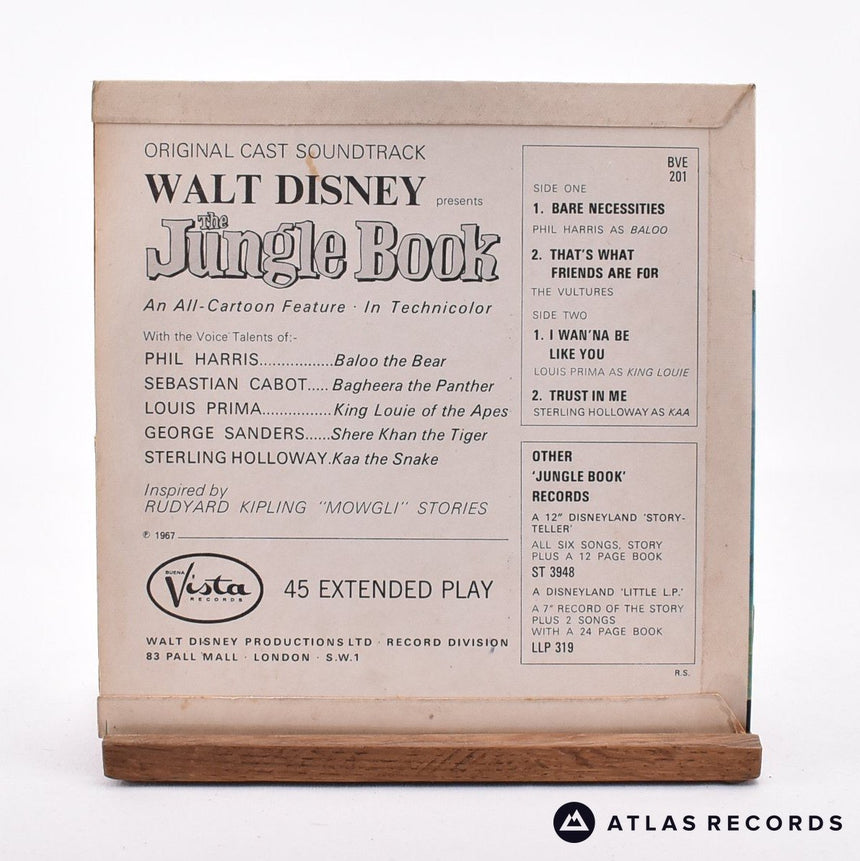 ORIGINAL CAST SOUNDTRACK
WALT DISNEY presents
The
Jungle Book
An All-Cartoon Feature · In Technicolor
With the Voice Talents of:-
PHIL HARRIS................Baloo the Bear
SEBASTIAN CABOT.....Bagheera the Panther
LOUIS PRIMA...............King Louie of the Apes
GEORGE SANDERS......Shere Khan the Tiger
STERLING HOLLOWAY.Kaa the Snake
Inspired by
RUDYARD KIPLING "MOWGLI" STORIES
℗ 1967
BUENA
Vista
RECORDS
45 EXTENDED PLAY
WALT DISNEY PRODUCTIONS LTD · RECORD DIVISION
83 PALL MALL · LONDON · S.W.1
BVE
201
SIDE ONE
1. BARE NECESSITIES
PHIL HARRIS AS BALOO
2. THAT'S WHAT
FRIENDS ARE FOR
THE VULTURES
SIDE TWO
1. I WAN'NA BE
LIKE YOU
LOUIS PRIMA AS KING LOUIE
2. TRUST IN ME
STERLING HOLLOWAY AS KAA
OTHER
'JUNGLE BOOK'
RECORDS
A 12" DISNEYLAND 'STORY-
TELLER'
ALL SIX SONGS, STORY
PLUS A 12 PAGE BOOK
ST 3948
A DISNEYLAND 'LITTLE L.P.'
A 7" RECORD OF THE STORY
PLUS 2 SONGS
WITH A 24 PAGE BOOK
LLP 319
R.S.
ATLAS RECORDS